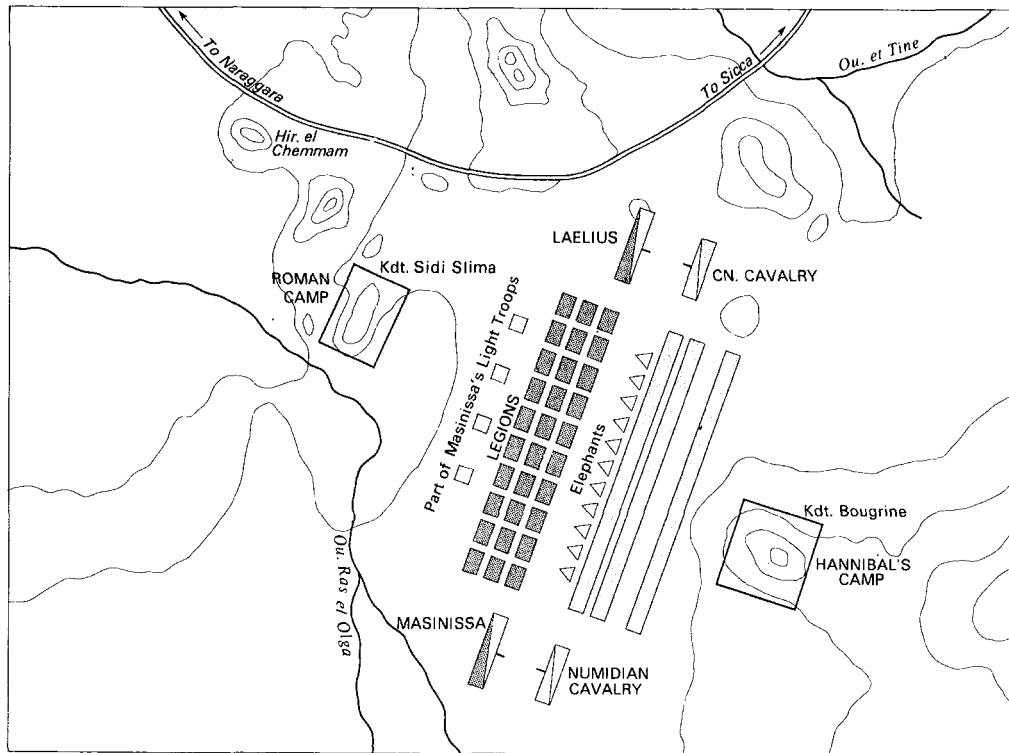 To Naraggara
To Sicca
Ou. et Tine
Hir. el
Chemmam
LAELIUS
Kdt. Sidi Slima
ROMAN
CAMP
CN. CAVALRY
Part of Masinissa's Light Troops
LEGIONS
Elephants
Kdt. Bougrine
HANNIBAL'S
CAMP
Ou. Ras el Olga
MASINISSA
NUMIDIAN
CAVALRY